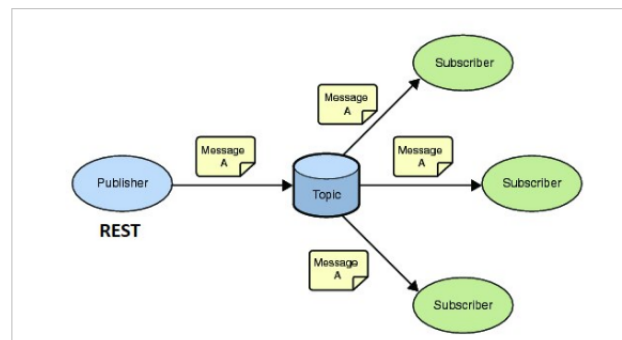 Subscriber
Message
A
Message
A
Message
A
Publisher
Topic
Subscriber
REST
Message
A
Subscriber